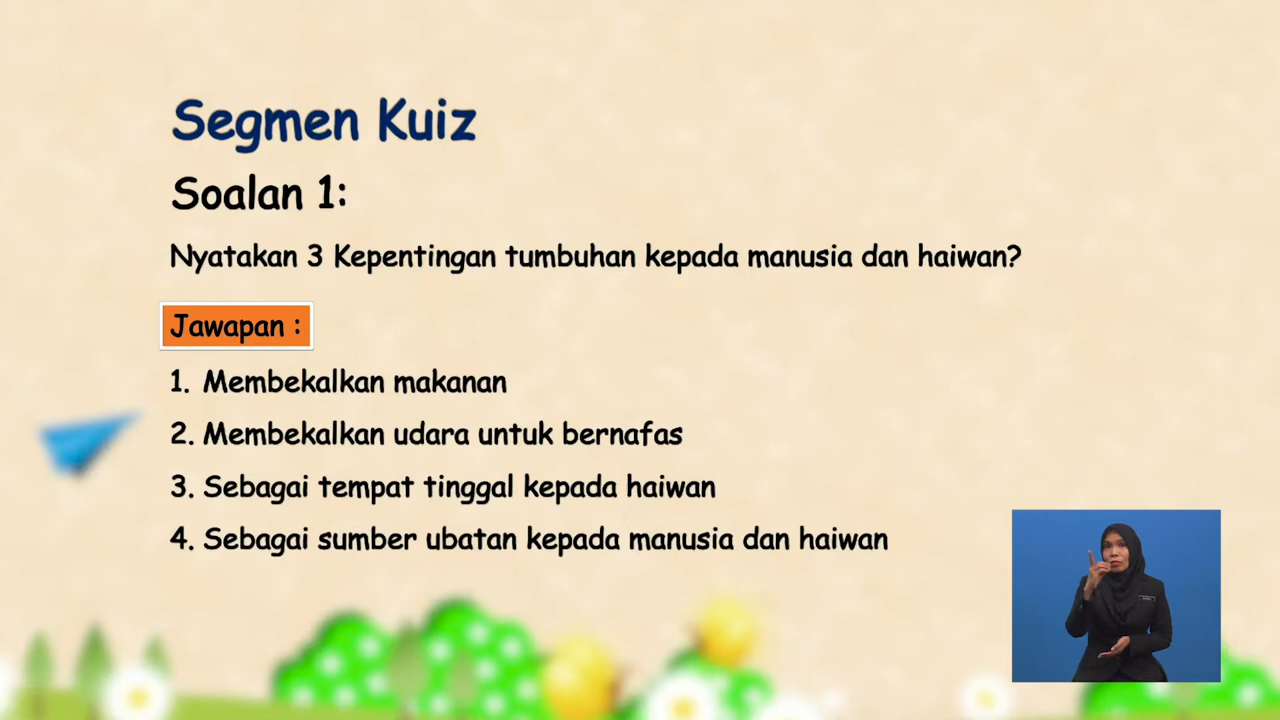 Segmen Kuiz
Soalan 1:
Nyatakan 3 Kepentingan tumbuhan kepada manusia dan haiwan?
Jawapan :
1. Membekalkan makanan
2. Membekalkan udara untuk bernafas
3. Sebagai tempat tinggal kepada haiwan
4. Sebagai sumber ubatan kepada manusia dan haiwan